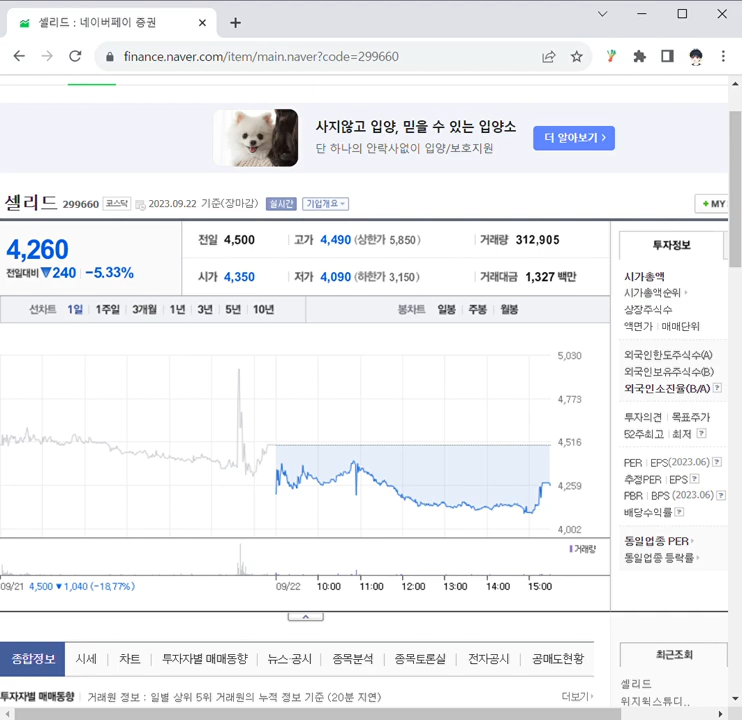 셀리드 : 네이버페이 증권
finance.naver.com/item/main.naver?code=299660
사지않고 입양, 믿을 수 있는 입양소
단 하나의 안락사없이 입양/보호지원
더 알아보기 >
셀리드 299660 코스닥 2023.09.22 기준(장마감) 실시간 기업개요
+ MY
4,260
전일대비 ▼240 | -5.33%
전일 4,500 | 고가 4,490 (상한가 5,850) | 거래량 312,905
시가 4,350 | 저가 4,090 (하한가 3,150) | 거래대금 1,327 백만
선차트 1일 1주일 3개월 1년 3년 5년 10년 봉차트 일봉 주봉 월봉
5,030
4,773
4,516
4,259
4,002
거래량
09/21 4,500 ▼1,040 (-18,77%) 09/22 10:00 11:00 12:00 13:00 14:00 15:00
투자정보
시가총액
시가총액순위
상장주식수
액면가 | 매매단위
외국인한도주식수(A)
외국인보유주식수(B)
외국인소진율(B/A) ?
투자의견 | 목표주가
52주최고 | 최저 ?
PER | EPS(2023.06) ?
추정PER | EPS ?
PBR | BPS (2023.06) ?
배당수익률 ?
동일업종 PER
동일업종 등락률
종합정보 시세 | 차트 | 투자자별 매매동향 | 뉴스·공시 | 종목분석 | 종목토론실 | 전자공시 | 공매도현황
최근조회
셀리드
위지윅스튜디..
투자자별 매매동향 거래원 정보 : 일별 상위 5위 거래원의 누적 정보 기준 (20분 지연) 더보기